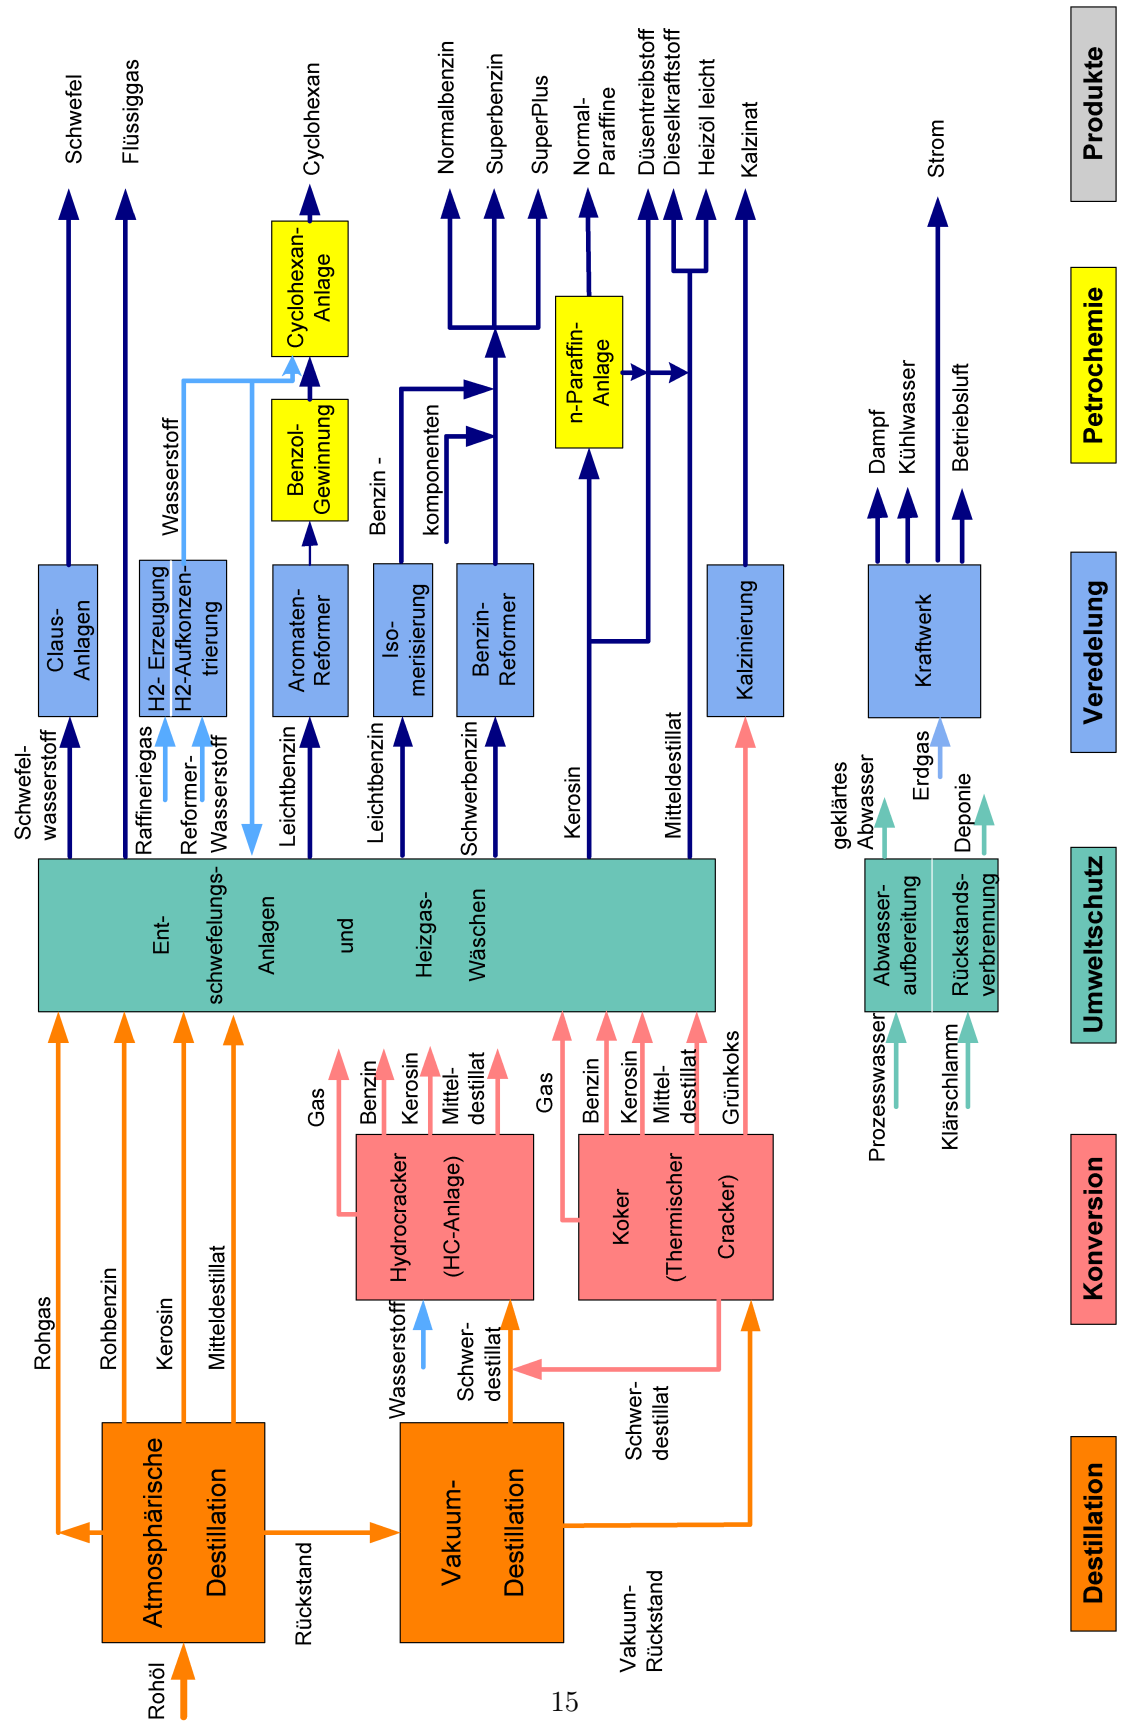 Rohöl
Atmosphärische
Destillation
Rückstand
Vakuum-
Destillation
Vakuum-
Rückstand
Rohgas
Rohbenzin
Kerosin
Mitteldestillat
Wasserstoff
Schwer-
destillat
Schwer-
destillat
Hydrocracker
(HC-Anlage)
Koker
(Thermischer
Cracker)
Gas
Benzin
Kerosin
Mittel-
destillat
Gas
Benzin
Kerosin
Mittel-
destillat
Grünkoks
Ent-
schwefelungs-
Anlagen
und
Heizgas-
Wäschen
Schwefel-
wasserstoff
Raffineriegas
Reformer-
Wasserstoff
Leichtbenzin
Leichtbenzin
Schwerbenzin
Kerosin
Mitteldestillat
Claus-
Anlagen
H2- Erzeugung
H2-Aufkonzen-
trierung
Aromaten-
Reformer
Iso-
merisierung
Benzin-
Reformer
Kalzinierung
Wasserstoff
Benzol-
Gewinnung
Cyclohexan-
Anlage
Benzin -
komponenten
n-Paraffin-
Anlage
Schwefel
Flüssiggas
Cyclohexan
Normalbenzin
Superbenzin
SuperPlus
Normal-
Paraffine
Düsentreibstoff
Dieselkraftstoff
Heizöl leicht
Kalzinat
Prozesswasser
Klärschlamm
Abwasser-
aufbereitung
Rückstands-
verbrennung
geklärtes
Abwasser
Deponie
Erdgas
Kraftwerk
Dampf
Kühlwasser
Betriebsluft
Strom
Destillation
Konversion
Umweltschutz
Veredelung
Petrochemie
Produkte
15